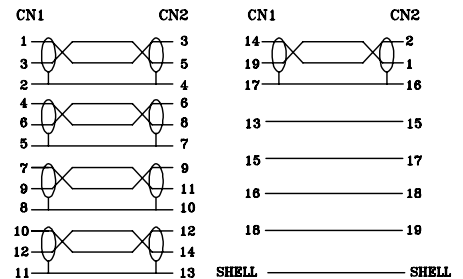 CN1 CN2 CN1 CN2
1 3 14 2
3 5 19 1
2 4 17 16
4 6
6 8 13 15
5 7
7 9 15 17
9 11
8 10 16 18
10 12 18 19
12 14
11 13 SHELL SHELL